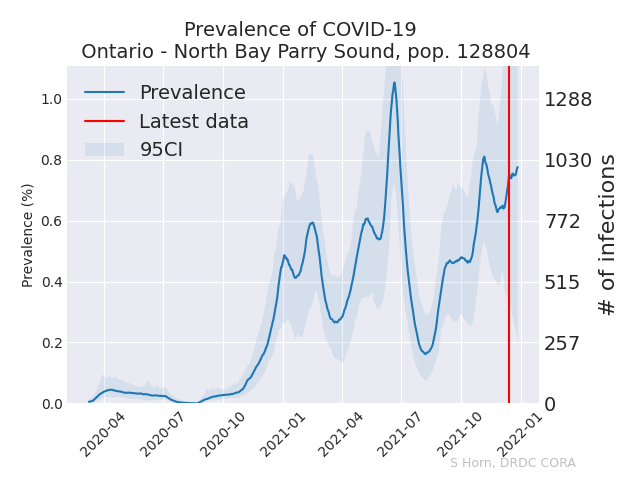 Prevalence of COVID-19
Ontario - North Bay Parry Sound, pop. 128804
Prevalence
Latest data
95CI
Prevalence (%)
1.0
0.8
0.6
0.4
0.2
0.0
1288
1030
772
515
257
0
# of infections
2020-04
2020-07
2020-10
2021-01
2021-04
2021-07
2021-10
2022-01
S Horn, DRDC CORA